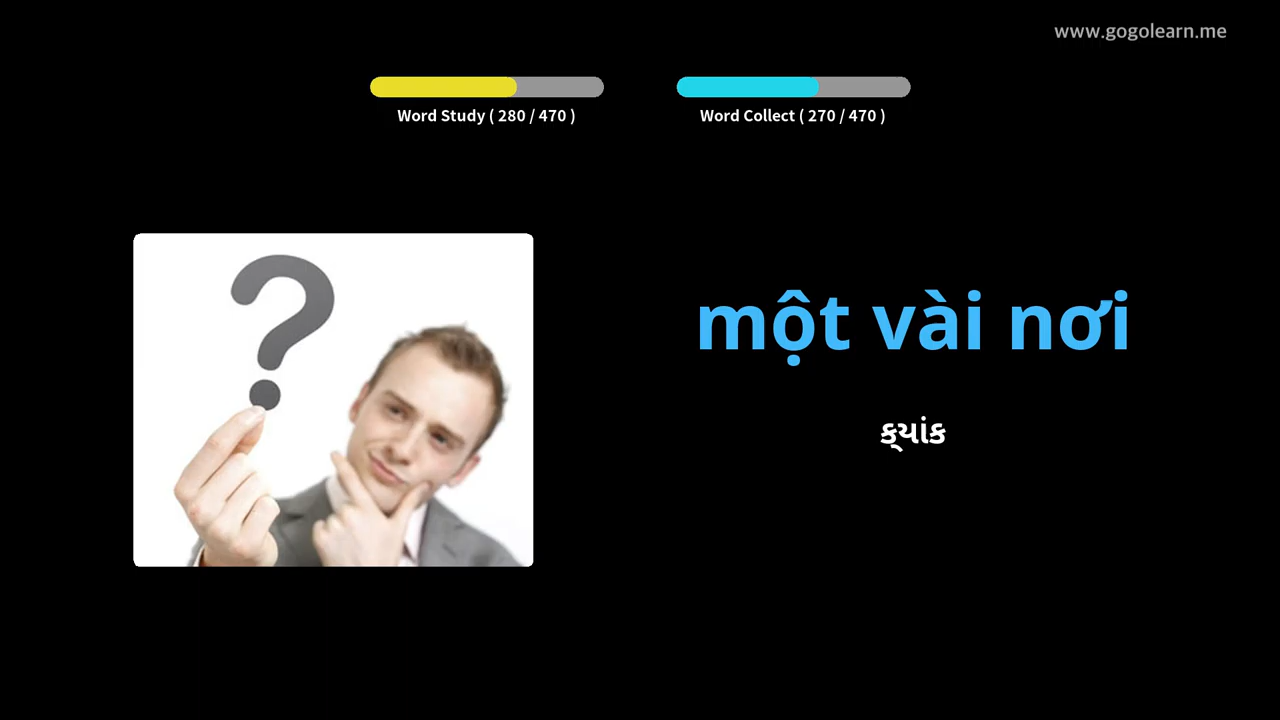 www.gogolearn.me
Word Study ( 280 / 470 )
Word Collect ( 270 / 470 )
một vài nơi
ક્યાંક